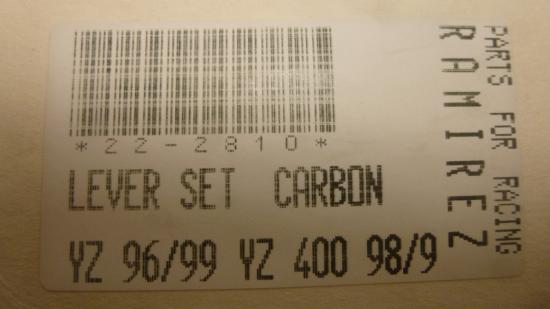 *22-2810*
LEVER SET CARBON
YZ 96/99 YZ 400 98/9
RAMIREZ
PARTS FOR RACING